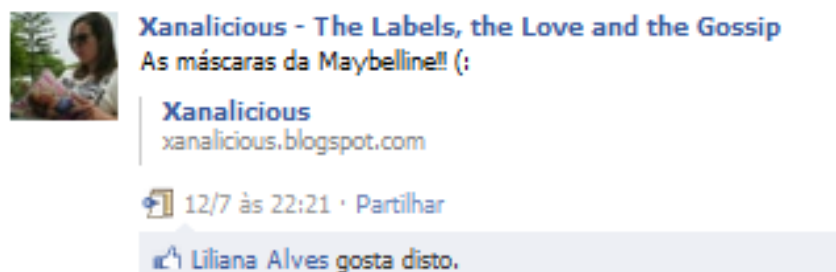 Xanalicious - The Labels, the Love and the Gossip
As máscaras da Maybelline!! (:
Xanalicious
xanalicious.blogspot.com
12/7 às 22:21 · Partilhar
Liliana Alves gosta disto.